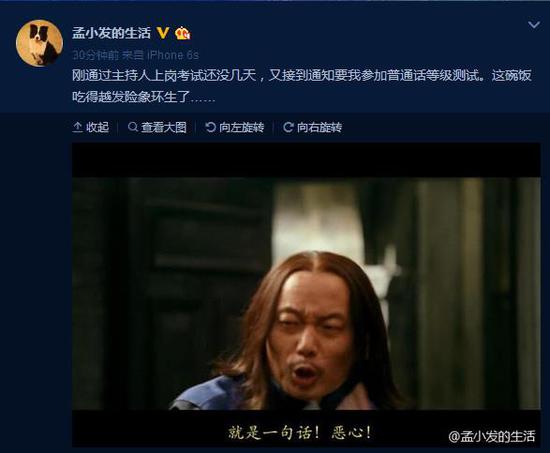 孟小发的生活
30分钟前 来自 iPhone 6s
刚通过主持人上岗考试还没几天，又接到通知要我参加普通话等级测试。这碗饭
吃得越发险象环生了……
收起 查看大图 向左旋转 向右旋转
就是一句话！恶心！
@孟小发的生活